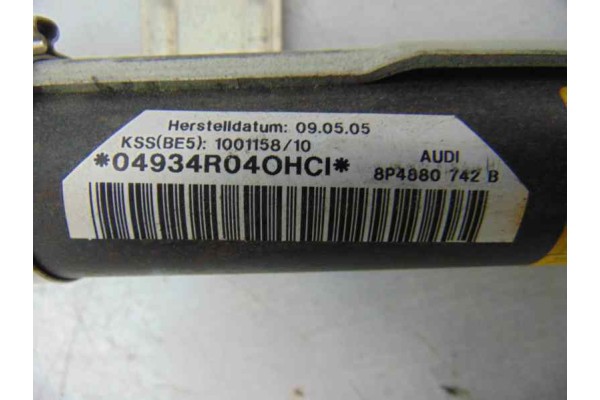 Herstelldatum: 09.05.05
KSS(BE5): 1001158/10
*04934R04OHCI* AUDI
8P4880 742 B